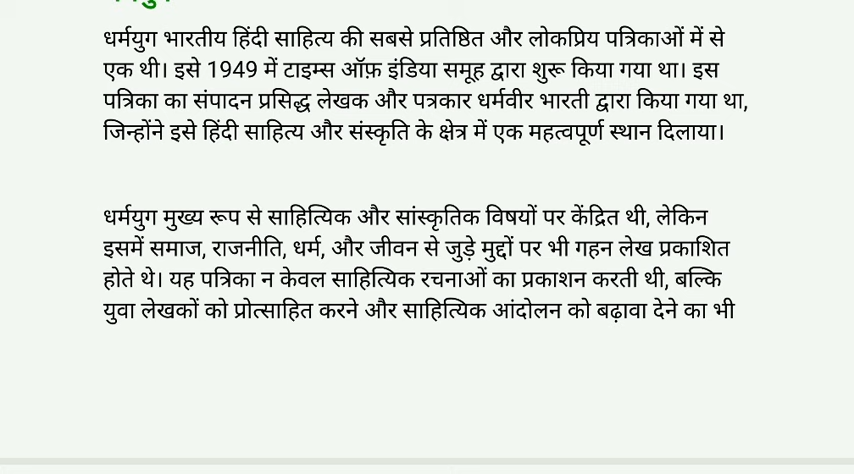 धर्मयुग भारतीय हिंदी साहित्य की सबसे प्रतिष्ठित और लोकप्रिय पत्रिकाओं में से
एक थी। इसे 1949 में टाइम्स ऑफ़ इंडिया समूह द्वारा शुरू किया गया था। इस
पत्रिका का संपादन प्रसिद्ध लेखक और पत्रकार धर्मवीर भारती द्वारा किया गया था,
जिन्होंने इसे हिंदी साहित्य और संस्कृति के क्षेत्र में एक महत्वपूर्ण स्थान दिलाया।
धर्मयुग मुख्य रूप से साहित्यिक और सांस्कृतिक विषयों पर केंद्रित थी, लेकिन
इसमें समाज, राजनीति, धर्म, और जीवन से जुड़े मुद्दों पर भी गहन लेख प्रकाशित
होते थे। यह पत्रिका न केवल साहित्यिक रचनाओं का प्रकाशन करती थी, बल्कि
युवा लेखकों को प्रोत्साहित करने और साहित्यिक आंदोलन को बढ़ावा देने का भी